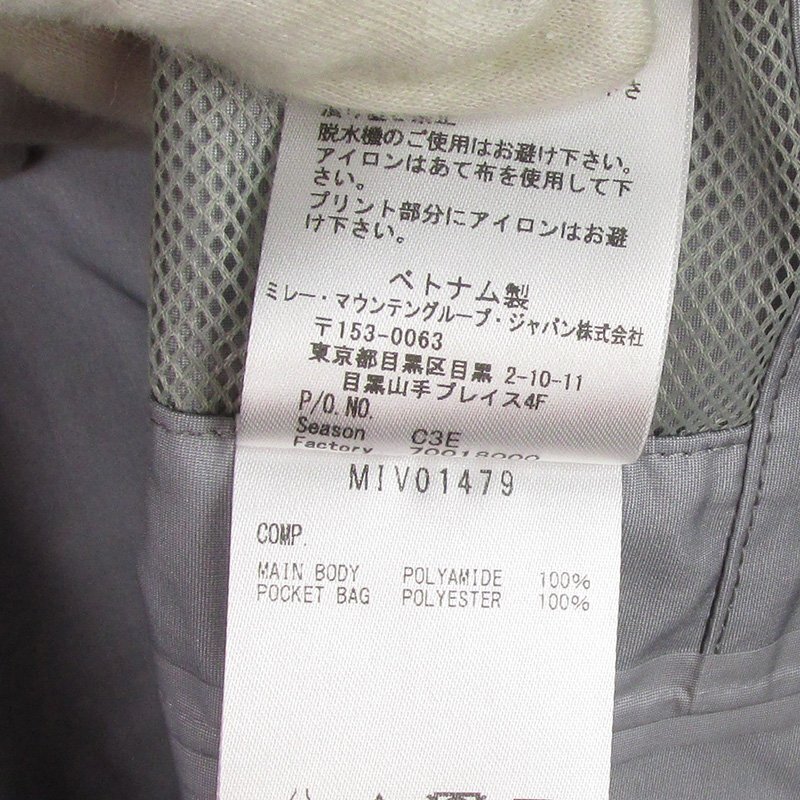 さ
脱水機のご使用はお避け下さい。
アイロンはあて布を使用して下
さい。
プリント部分にアイロンはお避
け下さい。
ベトナム製
ミレー・マウンテングループ・ジャパン株式会社
〒153-0063
東京都目黒区目黒 2-10-11
目黒山手プレイス4F
P/O.NO.
Season C3E
Factory
MIV01479
COMP.
MAIN BODY POLYAMIDE 100%
POCKET BAG POLYESTER 100%